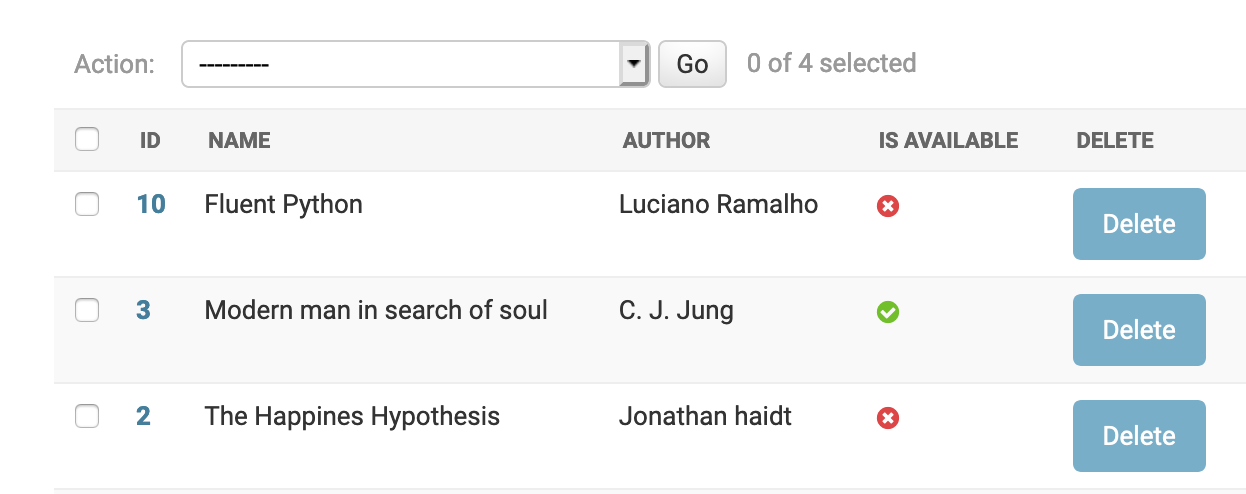 Action: --------- Go 0 of 4 selected
ID NAME AUTHOR IS AVAILABLE DELETE
10 Fluent Python Luciano Ramalho Delete
3 Modern man in search of soul C. J. Jung Delete
2 The Happines Hypothesis Jonathan haidt Delete